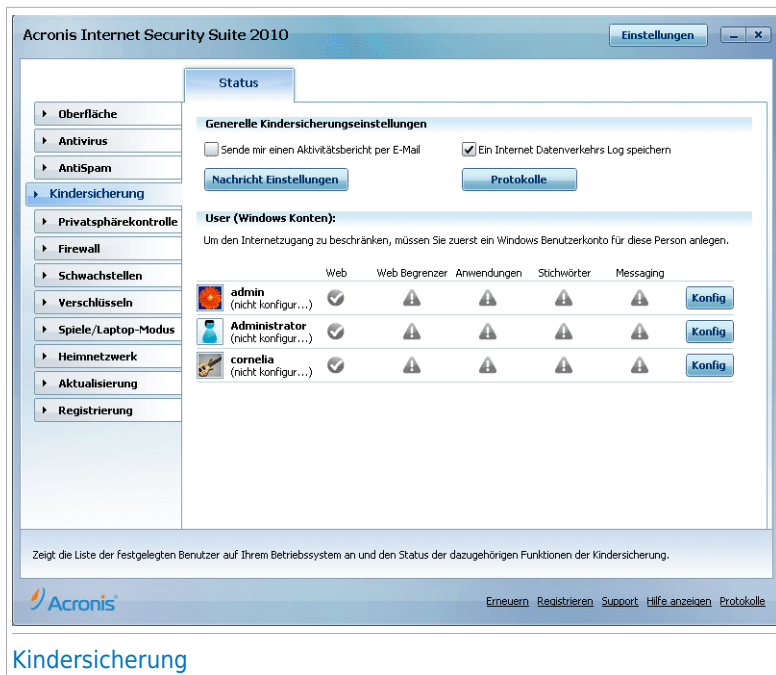 Acronis Internet Security Suite 2010
Einstellungen
Status
Oberfläche
Antivirus
AntiSpam
Kindersicherung
Privatsphärekontrolle
Firewall
Schwachstellen
Verschlüsseln
Spiele/Laptop-Modus
Heimnetzwerk
Aktualisierung
Registrierung
Generelle Kindersicherungseinstellungen
Sende mir einen Aktivitätsbericht per E-Mail
Ein Internet Datenverkehrs Log speichern
Nachricht Einstellungen
Protokolle
User (Windows Konten):
Um den Internetzugang zu beschränken, müssen Sie zuerst ein Windows Benutzerkonto für diese Person anlegen.
Web Web Begrenzer Anwendungen Stichwörter Messaging
admin
(nicht konfigur...)
Konfig
Administrator
(nicht konfigur...)
Konfig
cornelia
(nicht konfigur...)
Konfig
Zeigt die Liste der festgelegten Benutzer auf Ihrem Betriebssystem an und den Status der dazugehörigen Funktionen der Kindersicherung.
Acronis
Erneuern Registrieren Support Hilfe anzeigen Protokolle
Kindersicherung